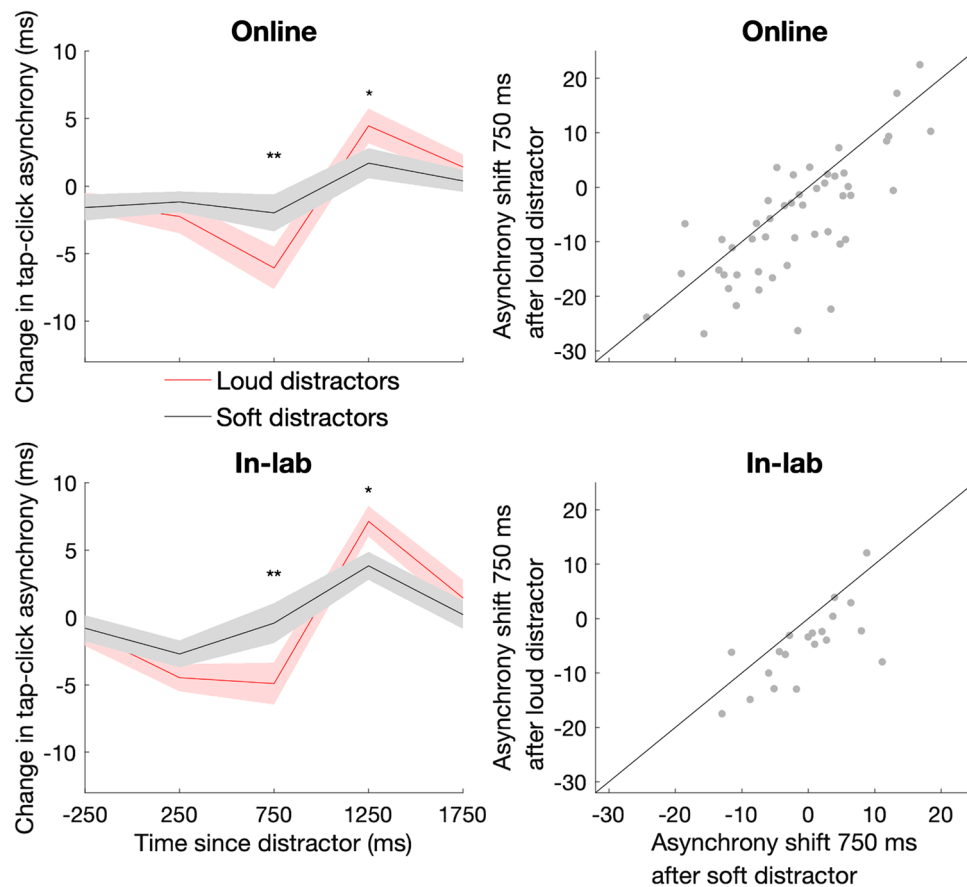 Online
Change in tap-click asynchrony (ms)
10
5
0
-5
-10
**
*
Loud distractors
Soft distractors
Online
Asynchrony shift 750 ms
after loud distractor
20
10
0
-10
-20
-30
In-lab
Change in tap-click asynchrony (ms)
10
5
0
-5
-10
**
*
-250
250
750
1250
1750
Time since distractor (ms)
In-lab
Asynchrony shift 750 ms
after loud distractor
20
10
0
-10
-20
-30
-30
-20
-10
0
10
20
Asynchrony shift 750 ms
after soft distractor